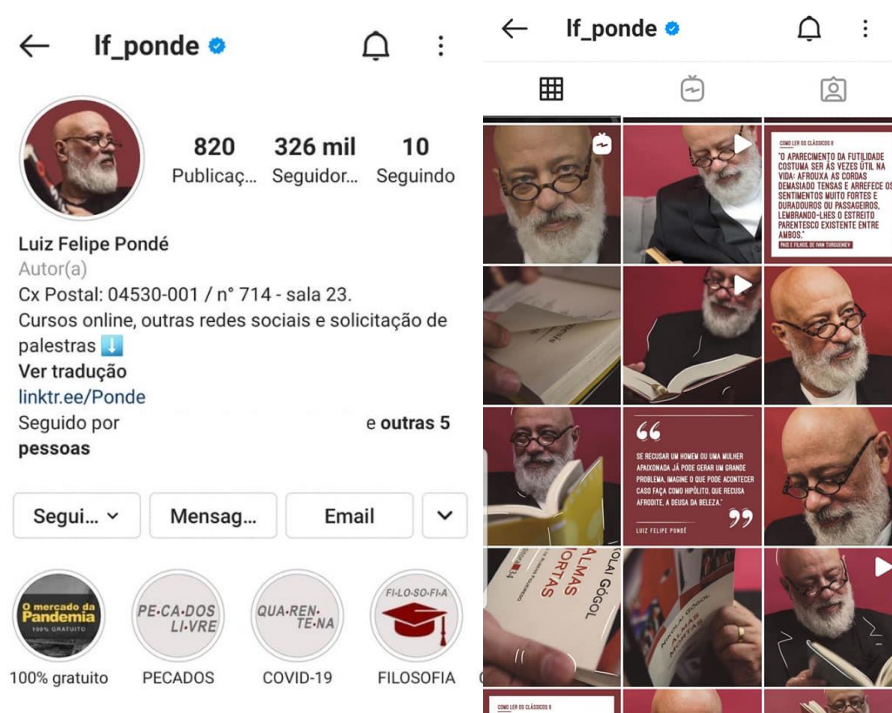 lf_ponde
820
326 mil
10
Publicaç...
Seguidor...
Seguindo
Luiz Felipe Pondé
Autor(a)
Cx Postal: 04530-001 / n° 714 - sala 23.
Cursos online, outras redes sociais e solicitação de
palestras
Ver tradução
linktr.ee/Ponde
Seguido por e outras 5
pessoas
Segui...
Mensag...
Email
O mercado da
Pandemia
100% GRATUITO
PE•CA•DOS
LI•VRE
QUA•REN•
TE•NA
FI-LO-SO-FI-A
100% gratuito
PECADOS
COVID-19
FILOSOFIA
lf_ponde
COMO LER OS CLÁSSICOS II
"O APARECIMENTO DA FUTILIDADE
COSTUMA SER ÀS VEZES ÚTIL NA
VIDA: AFROUXA AS CORDAS
DEMASIADO TENSAS E ARREFECE OS
SENTIMENTOS MUITO FORTES E
DURADOUROS OU PASSAGEIROS,
LEMBRANDO-LHES O ESTREITO
PARENTESCO EXISTENTE ENTRE
AMBOS."
PAIS E FILHOS, DE IVAN TURGUENIEV
SE RECUSAR UM HOMEM OU UMA MULHER
APAIXONADA JÁ PODE GERAR UM GRANDE
PROBLEMA, IMAGINE O QUE PODE ACONTECER
CASO FAÇA COMO HIPÓLITO, QUE RECUSA
AFRODITE, A DEUSA DA BELEZA."
LUIZ FELIPE PONDÉ
OLAI GÓGOL
ALMAS
MORTAS
editora 34
NIKOLAI GÓGOL
ALMAS
MORTAS
COMO LER OS CLÁSSICOS II